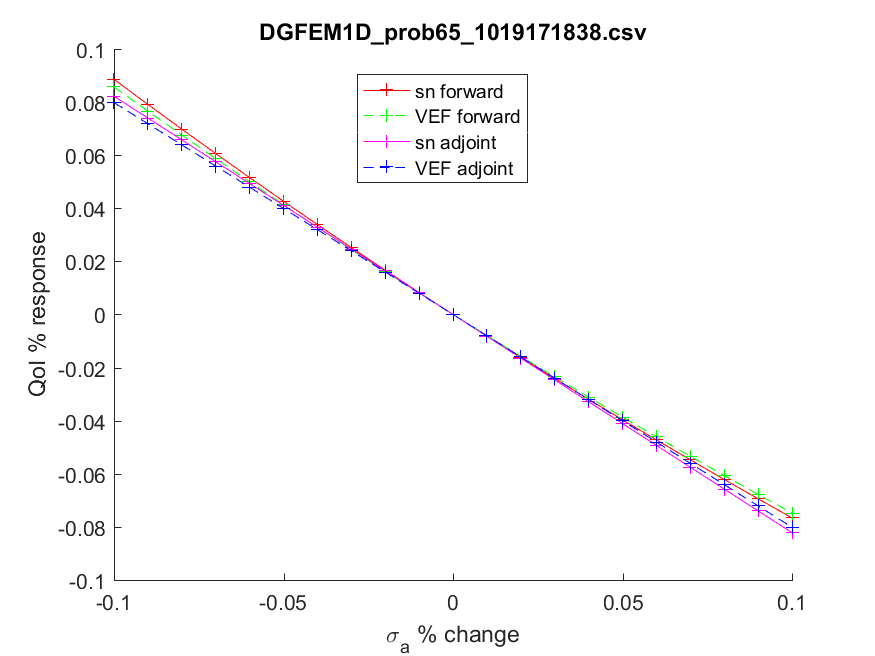 DGFEM1D_prob65_1019171838.csv
sn forward
VEF forward
sn adjoint
VEF adjoint
0.1
0.08
0.06
0.04
0.02
0
-0.02
-0.04
-0.06
-0.08
-0.1
QoI % response
-0.1 -0.05 0 0.05 0.1
σa % change